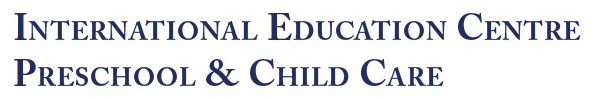 International Education Centre
Preschool & Child Care